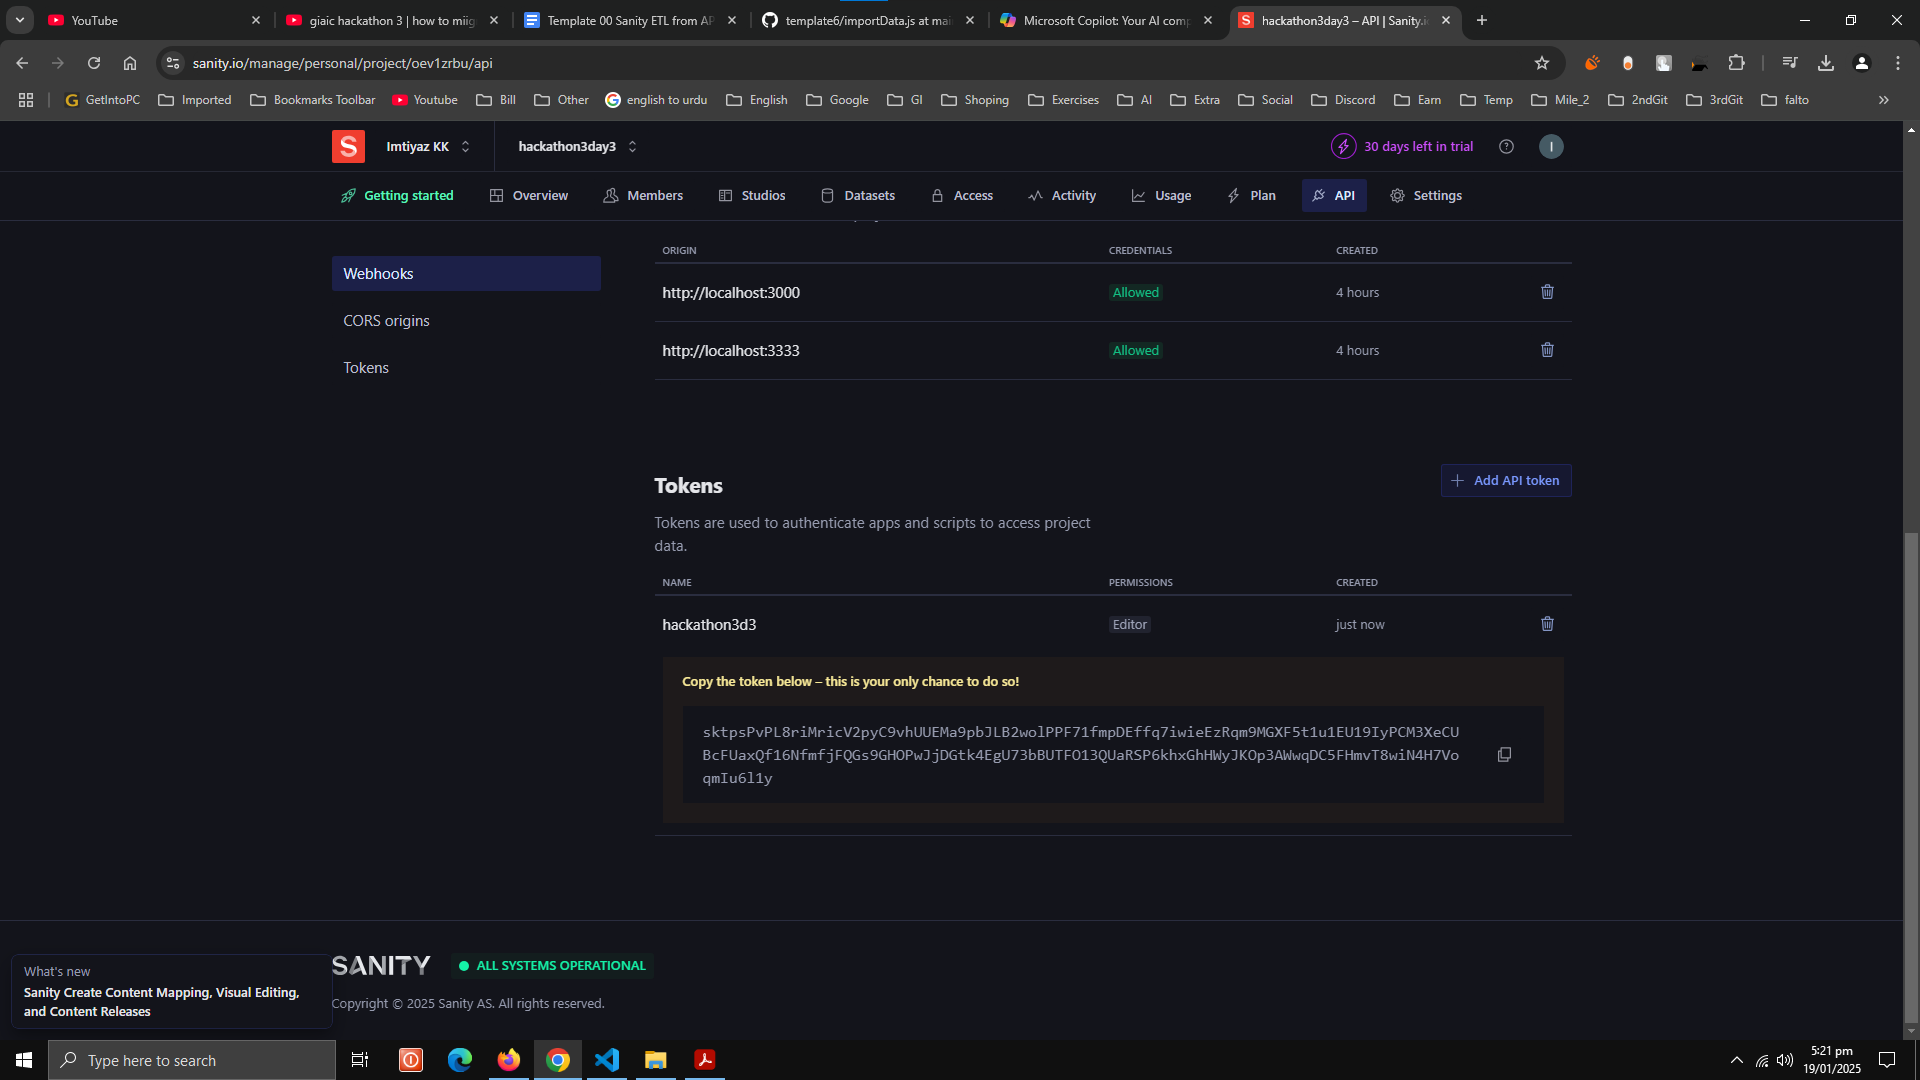 YouTube
giaic hackathon 3 | how to miig
Template 00 Sanity ETL from AP
template6/importData.js at mai
Microsoft Copilot: Your AI comp
hackathon3day3 – API | Sanity.i
sanity.io/manage/personal/project/oev1zrbu/api
GetIntoPC
Imported
Bookmarks Toolbar
Youtube
Bill
Other
english to urdu
English
Google
GI
Shoping
Exercises
AI
Extra
Social
Discord
Earn
Temp
Mile_2
2ndGit
3rdGit
falto
S
Imtiyaz KK
hackathon3day3
30 days left in trial
I
Getting started
Overview
Members
Studios
Datasets
Access
Activity
Usage
Plan
API
Settings
Webhooks
CORS origins
Tokens
ORIGIN CREDENTIALS CREATED
http://localhost:3000 Allowed 4 hours
http://localhost:3333 Allowed 4 hours
Tokens
Add API token
Tokens are used to authenticate apps and scripts to access project
data.
NAME PERMISSIONS CREATED
hackathon3d3 Editor just now
Copy the token below – this is your only chance to do so!
sktpsPvPL8riMricV2pyC9vhUUEMa9pbJLB2wolPPF71fmpDEffq7iwieEzRqm9MGXF5t1u1EU19IyPCM3XeCU
BcFUaxQf16NfmfjFQGs9GHOPwJjDGtk4EgU73bBUTFO13QUaRSP6khxGhHWyJKOp3AWwqDC5FHmvT8wiN4H7Vo
qmIu6l1y
SANITY
ALL SYSTEMS OPERATIONAL
Copyright © 2025 Sanity AS. All rights reserved.
What's new
Sanity Create Content Mapping, Visual Editing,
and Content Releases
Type here to search
5:21 pm
19/01/2025